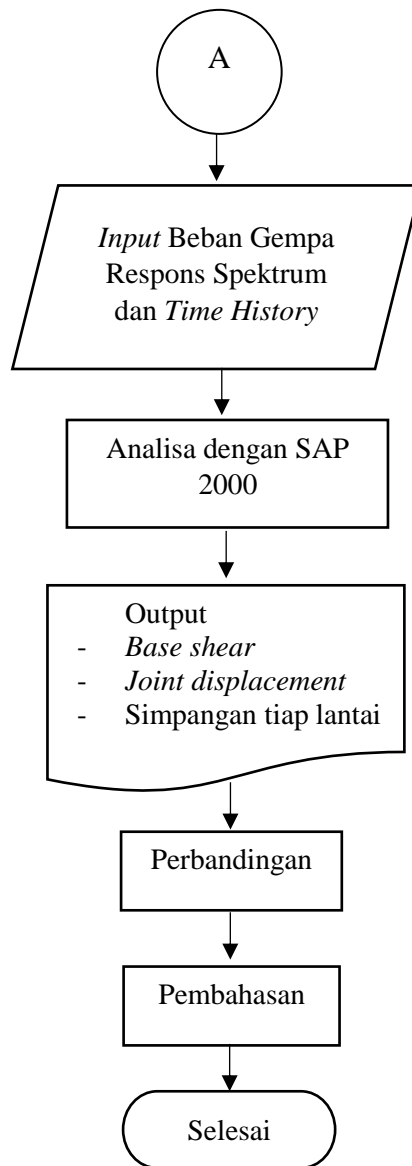 A
Input Beban Gempa
Respons Spektrum
dan Time History
Analisa dengan SAP
2000
Output
- Base shear
- Joint displacement
- Simpangan tiap lantai
Perbandingan
Pembahasan
Selesai